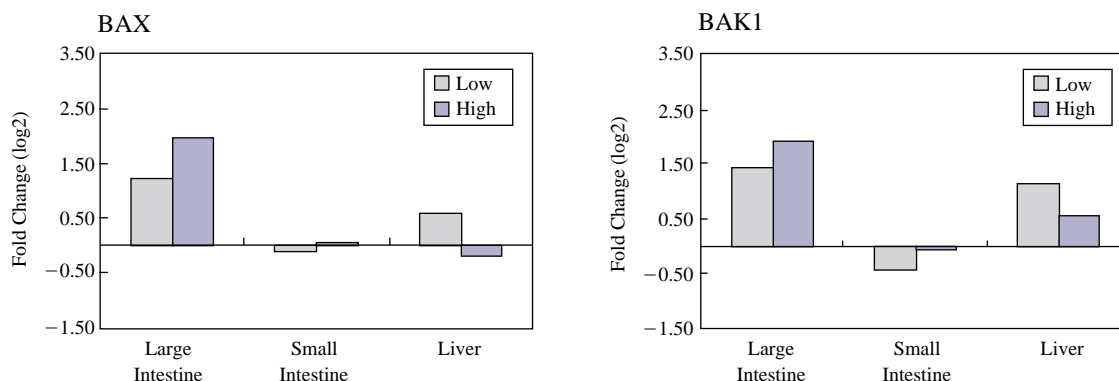 BAX
3.50
2.50
1.50
0.50
−0.50
−1.50
Fold Change (log2)
Low
High
Large
Intestine
Small
Intestine
Liver
BAK1
3.50
2.50
1.50
0.50
−0.50
−1.50
Fold Change (log2)
Low
High
Large
Intestine
Small
Intestine
Liver